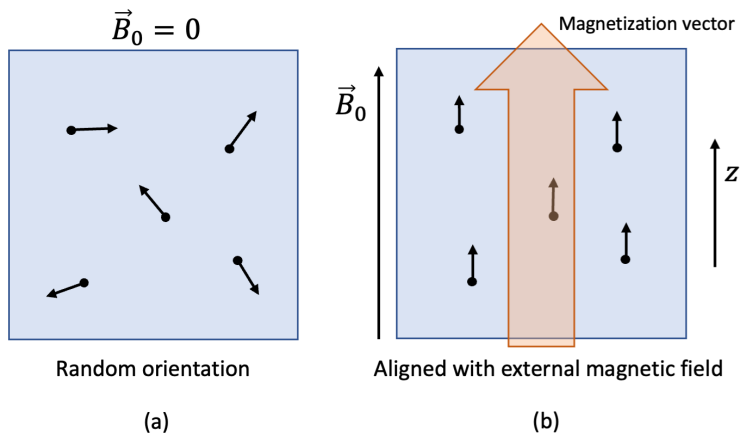 B⃗₀ = 0
Random orientation
(a)
Magnetization vector
B⃗₀
z
Aligned with external magnetic field
(b)